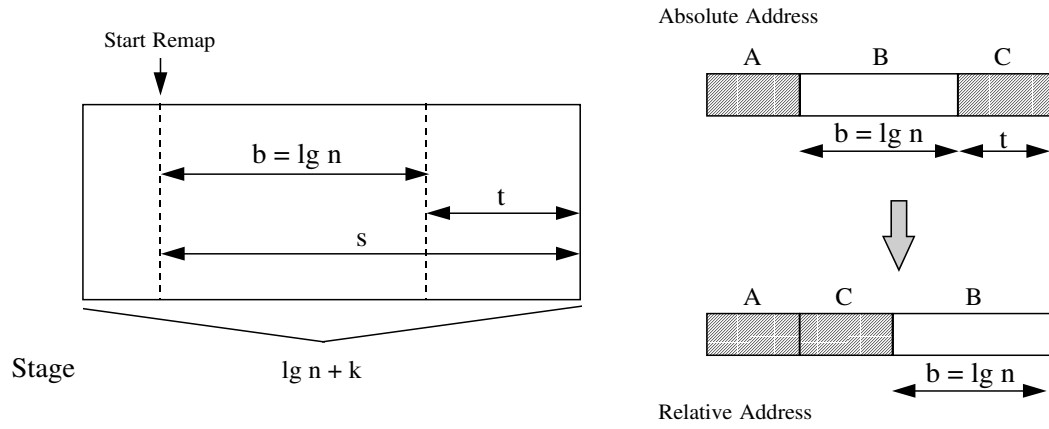 Start Remap
b = lg n
t
s
Stage
lg n + k
Absolute Address
A B C
b = lg n t
A C B
b = lg n
Relative Address